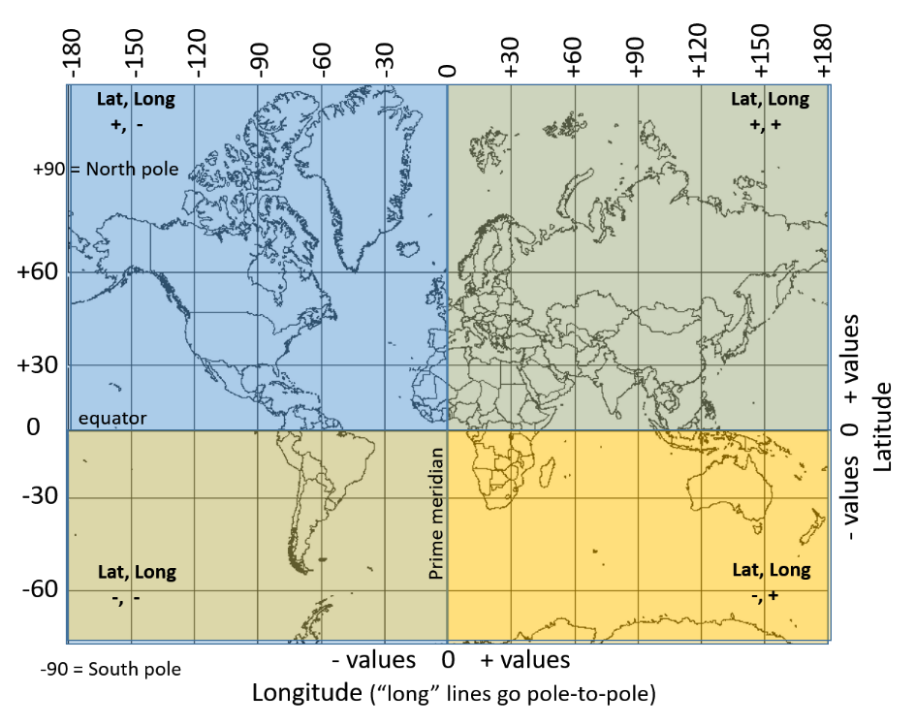 -180 -150 -120 -90 -60 -30 0 +30 +60 +90 +120 +150 +180
Lat, Long
+, -
Lat, Long
+, +
+90 = North pole
+60
+30
equator
0
-30
-60
Prime meridian
Lat, Long
-, -
Lat, Long
-, +
- values 0 + values
Latitude
-90 = South pole
- values 0 + values
Longitude (“long” lines go pole-to-pole)